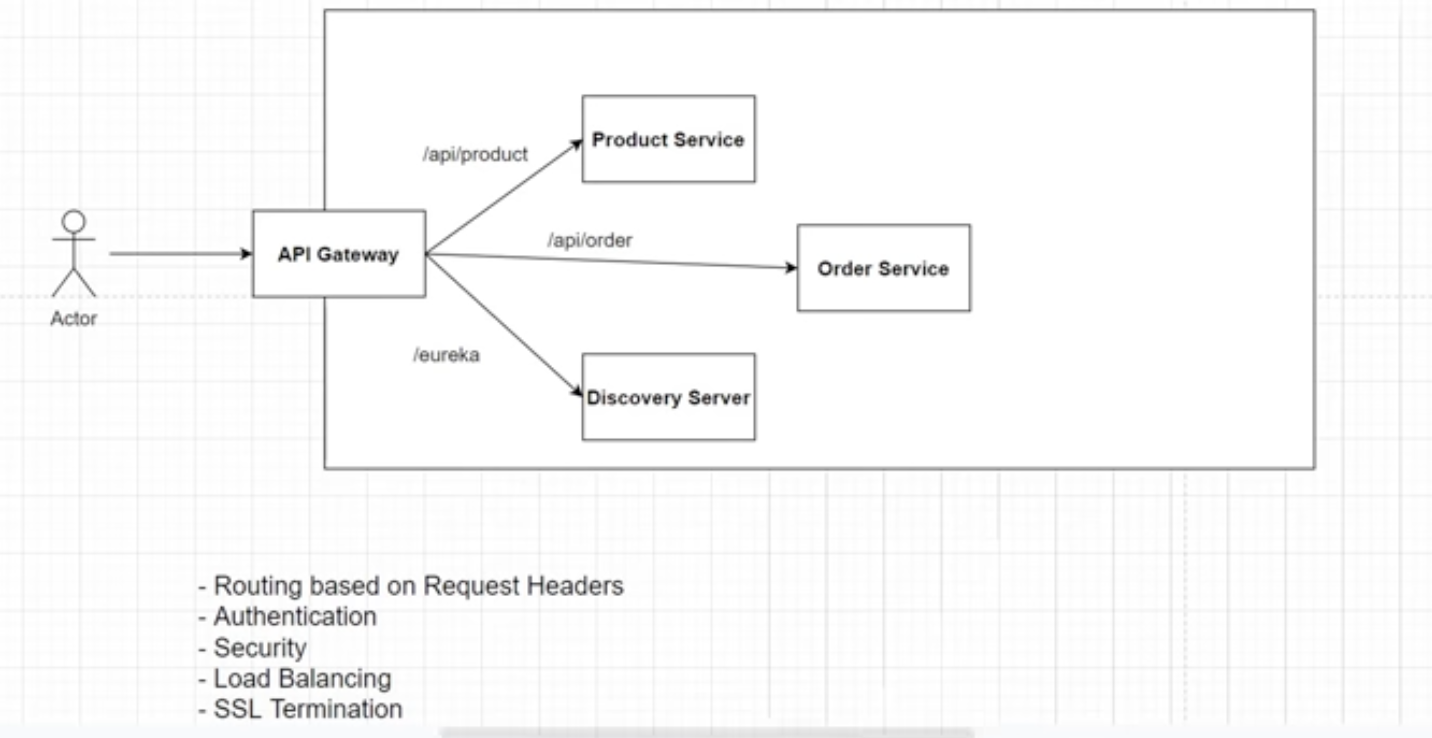 Product Service
/api/product
/api/order
API Gateway
Order Service
Actor
/eureka
Discovery Server
- Routing based on Request Headers
- Authentication
- Security
- Load Balancing
- SSL Termination